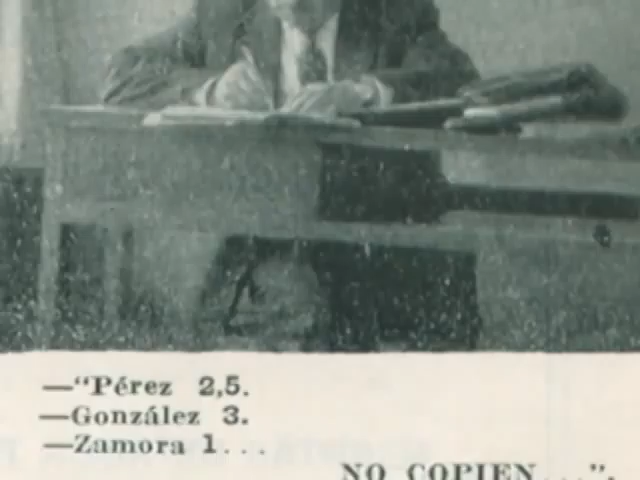 —“Pérez 2,5.
—González 3.
—Zamora 1...
NO COPIEN...”.